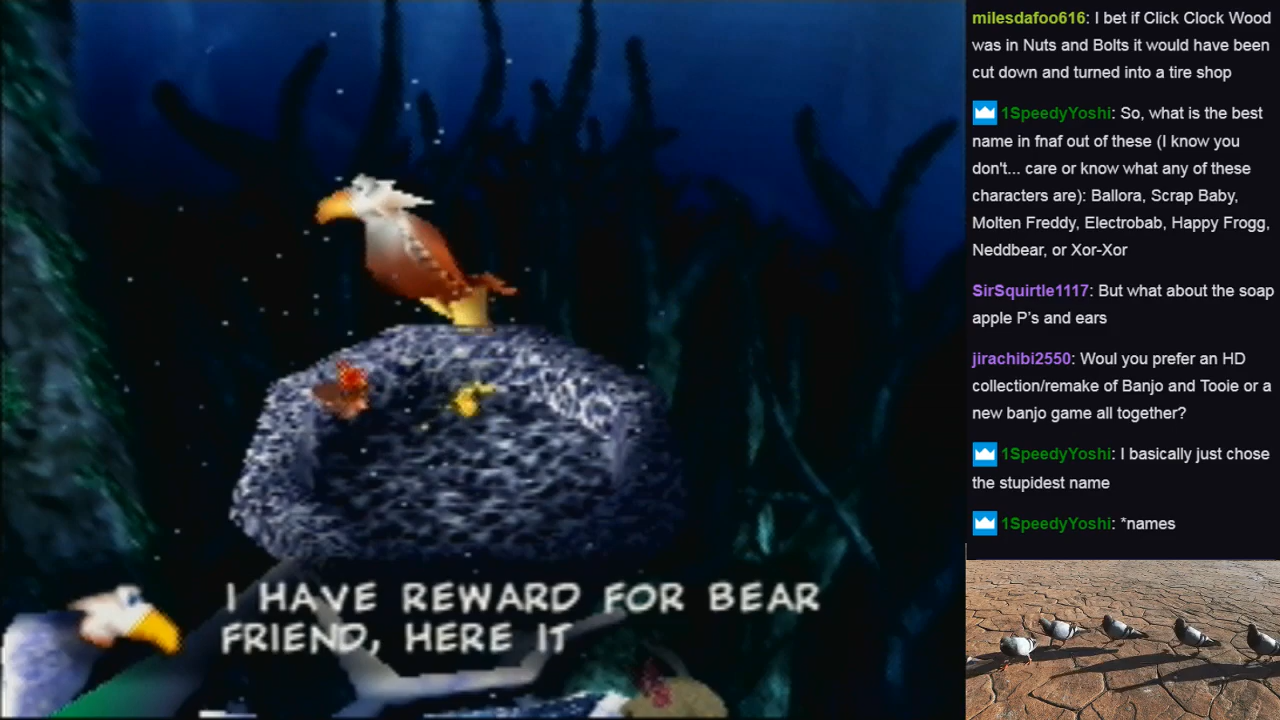 milesdafoo616: I bet if Click Clock Wood
was in Nuts and Bolts it would have been
cut down and turned into a tire shop
1SpeedyYoshi: So, what is the best
name in fnaf out of these (I know you
don't... care or know what any of these
characters are): Ballora, Scrap Baby,
Molten Freddy, Electrobab, Happy Frogg,
Neddbear, or Xor-Xor
SirSquirtle1117: But what about the soap
apple P's and ears
jirachibi2550: Woul you prefer an HD
collection/remake of Banjo and Tooie or a
new banjo game all together?
1SpeedyYoshi: I basically just chose
the stupidest name
1SpeedyYoshi: *names
I HAVE REWARD FOR BEAR
FRIEND, HERE IT